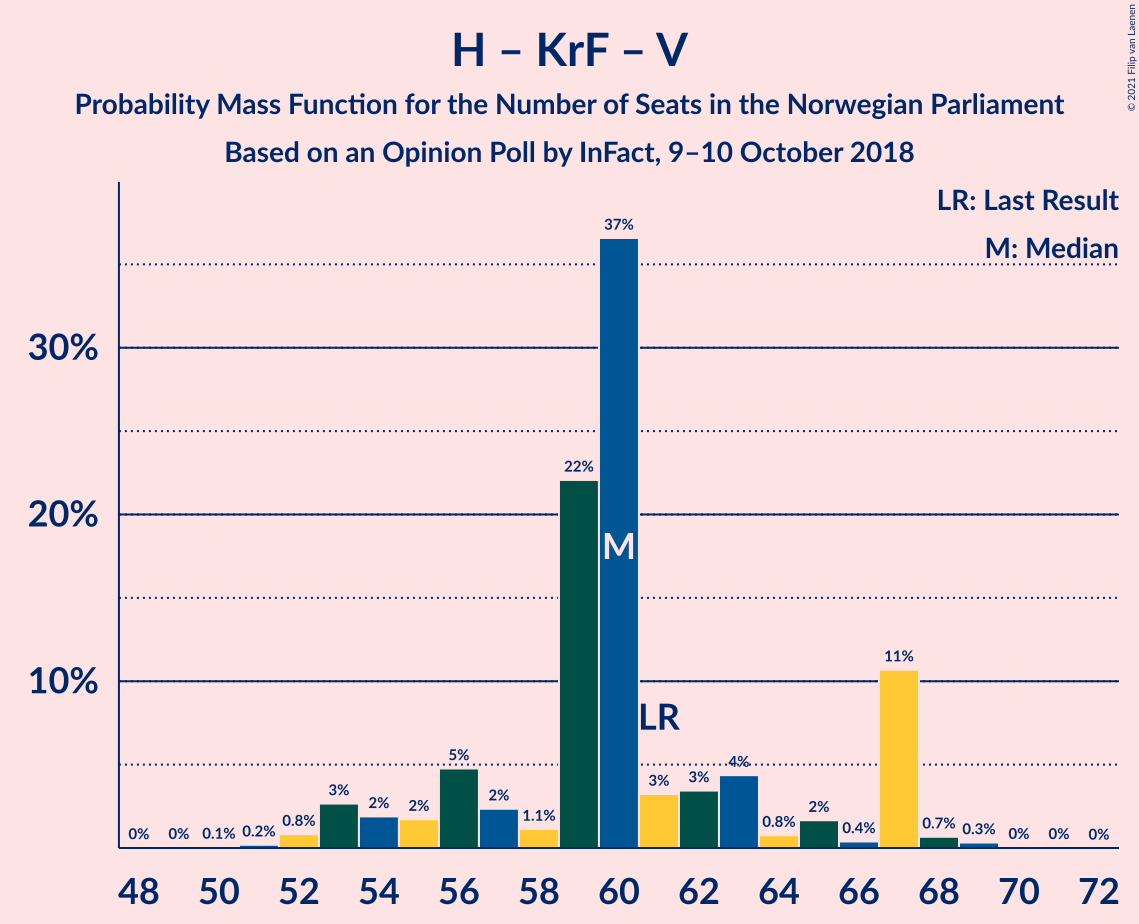 H – KrF – V
Probability Mass Function for the Number of Seats in the Norwegian Parliament
Based on an Opinion Poll by InFact, 9–10 October 2018
© 2021 Filip van Laenen
LR: Last Result
M: Median
30%
20%
10%
0% 0% 0.1% 0.2% 0.8% 3% 2% 2% 5% 2% 1.1% 22% 37% 3% 3% 4% 0.8% 2% 0.4% 11% 0.7% 0.3% 0% 0% 0%
M
LR
48 50 52 54 56 58 60 62 64 66 68 70 72